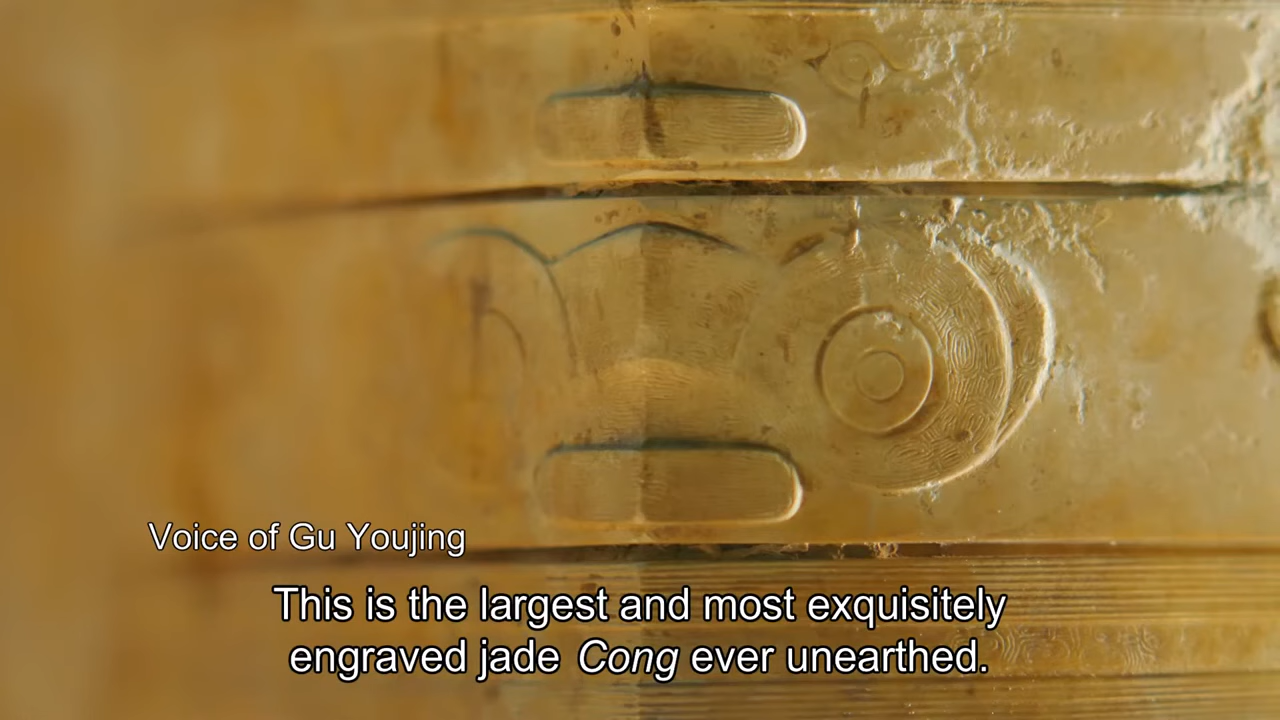 Voice of Gu Youjing
This is the largest and most exquisitely
engraved jade Cong ever unearthed.